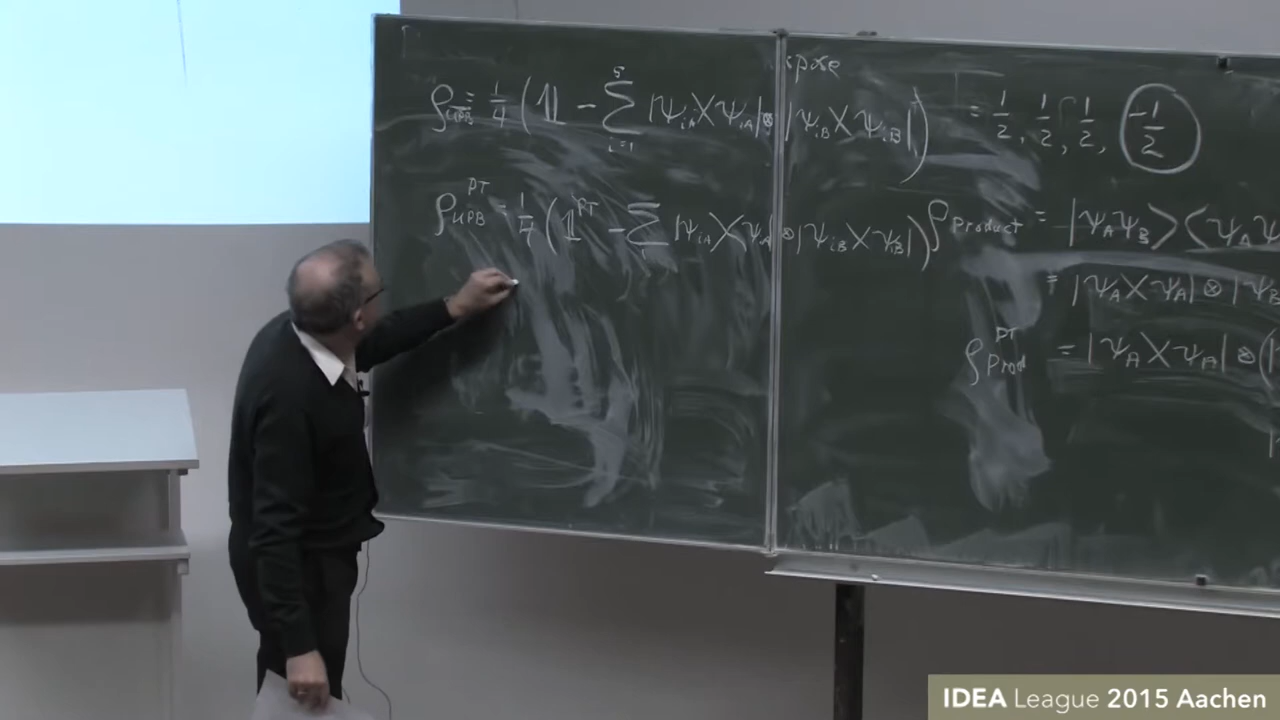 pose
ρ_UPB = 1/4 ( 𝟙 - Σ_{i=1}^{5} |ψ_iA X ψ_iA| ⊗ |ψ_iB X ψ_iB| )
= 1/2, 1/2, 1/2, -1/2
ρ_UPB^PT = 1/4 ( 𝟙^PT - Σ_i |ψ_iA X ψ_iA| ⊗ |ψ_iB X ψ_iB| )
ρ_Product = |ψ_A ψ_B > < ψ_A ψ
= |ψ_A X ψ_A| ⊗ |ψ_B
ρ_Prod^PT = |ψ_A X ψ_A| ⊗ (|
IDEA League 2015 Aachen